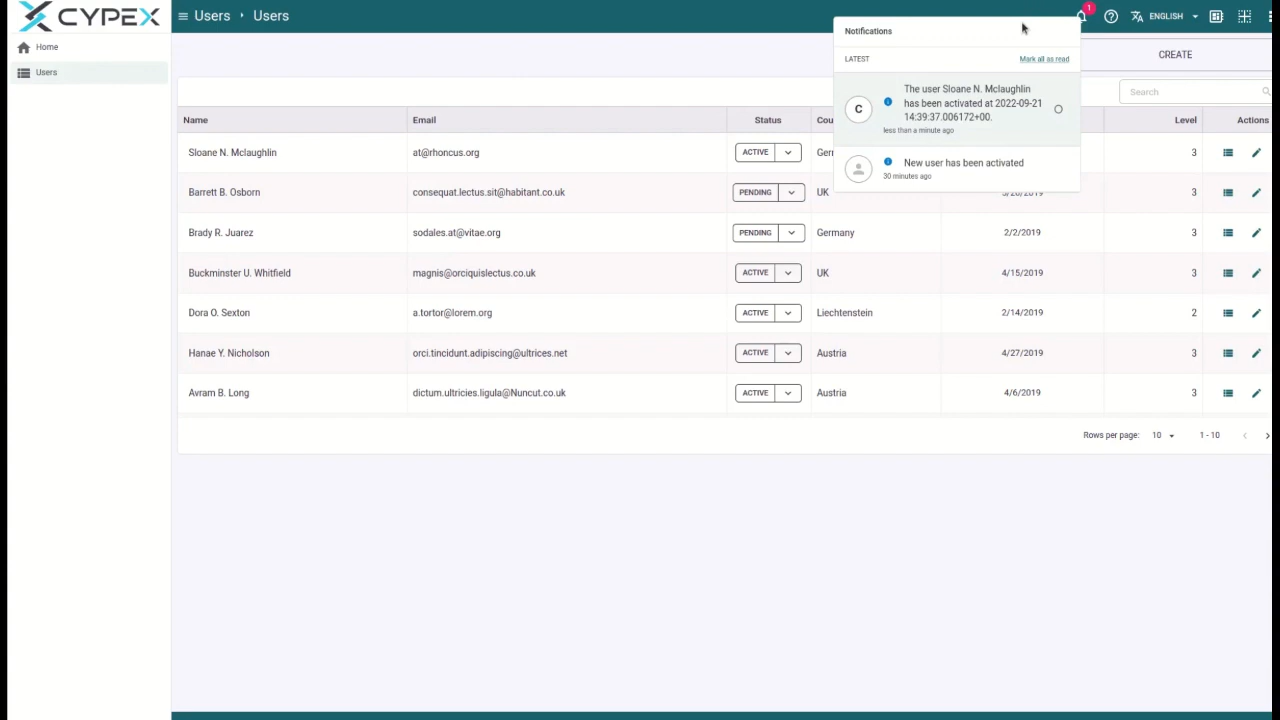 CYPEX
Users
Users
1
ENGLISH
Home
Users
Notifications
LATEST
Mark all as read
C
The user Sloane N. Mclaughlin
has been activated at 2022-09-21
14:39:37.006172+00.
less than a minute ago
New user has been activated
30 minutes ago
CREATE
Search
Name Email Status Level Actions
Sloane N. Mclaughlin at@rhoncus.org ACTIVE 3
Barrett B. Osborn consequat.lectus.sit@habitant.co.uk PENDING UK 3
Brady R. Juarez sodales.at@vitae.org PENDING Germany 2/2/2019 3
Buckminster U. Whitfield magnis@orciquislectus.co.uk ACTIVE UK 4/15/2019 3
Dora O. Sexton a.tortor@lorem.org ACTIVE Liechtenstein 2/14/2019 2
Hanae Y. Nicholson orci.tincidunt.adipiscing@ultrices.net ACTIVE Austria 4/27/2019 3
Avram B. Long dictum.ultricies.ligula@Nuncut.co.uk ACTIVE Austria 4/6/2019 3
Rows per page: 10 1 - 10